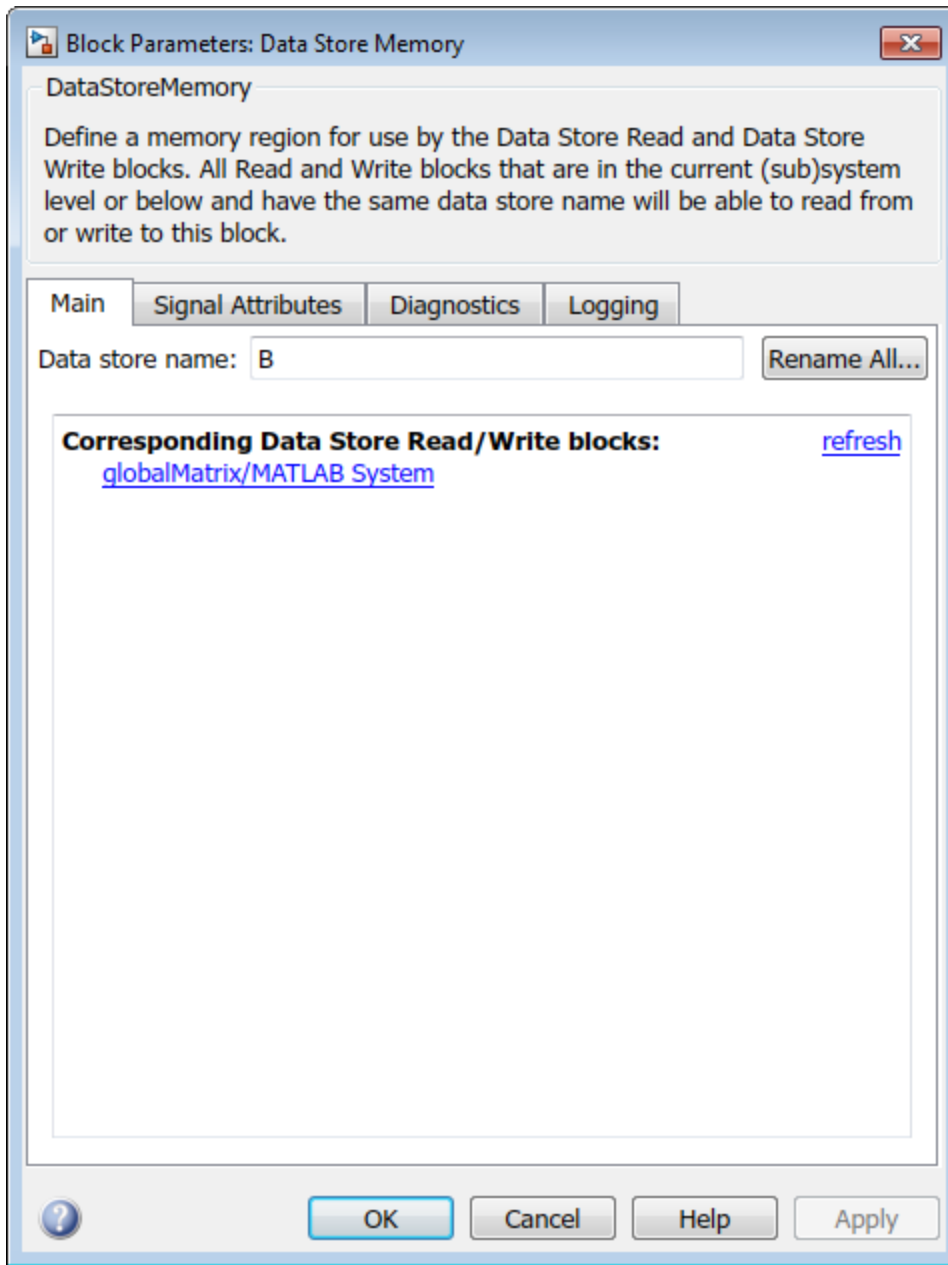 Block Parameters: Data Store Memory
DataStoreMemory
Define a memory region for use by the Data Store Read and Data Store
Write blocks. All Read and Write blocks that are in the current (sub)system
level or below and have the same data store name will be able to read from
or write to this block.
Main Signal Attributes Diagnostics Logging
Data store name: B Rename All...
Corresponding Data Store Read/Write blocks: refresh
globalMatrix/MATLAB System
OK Cancel Help Apply